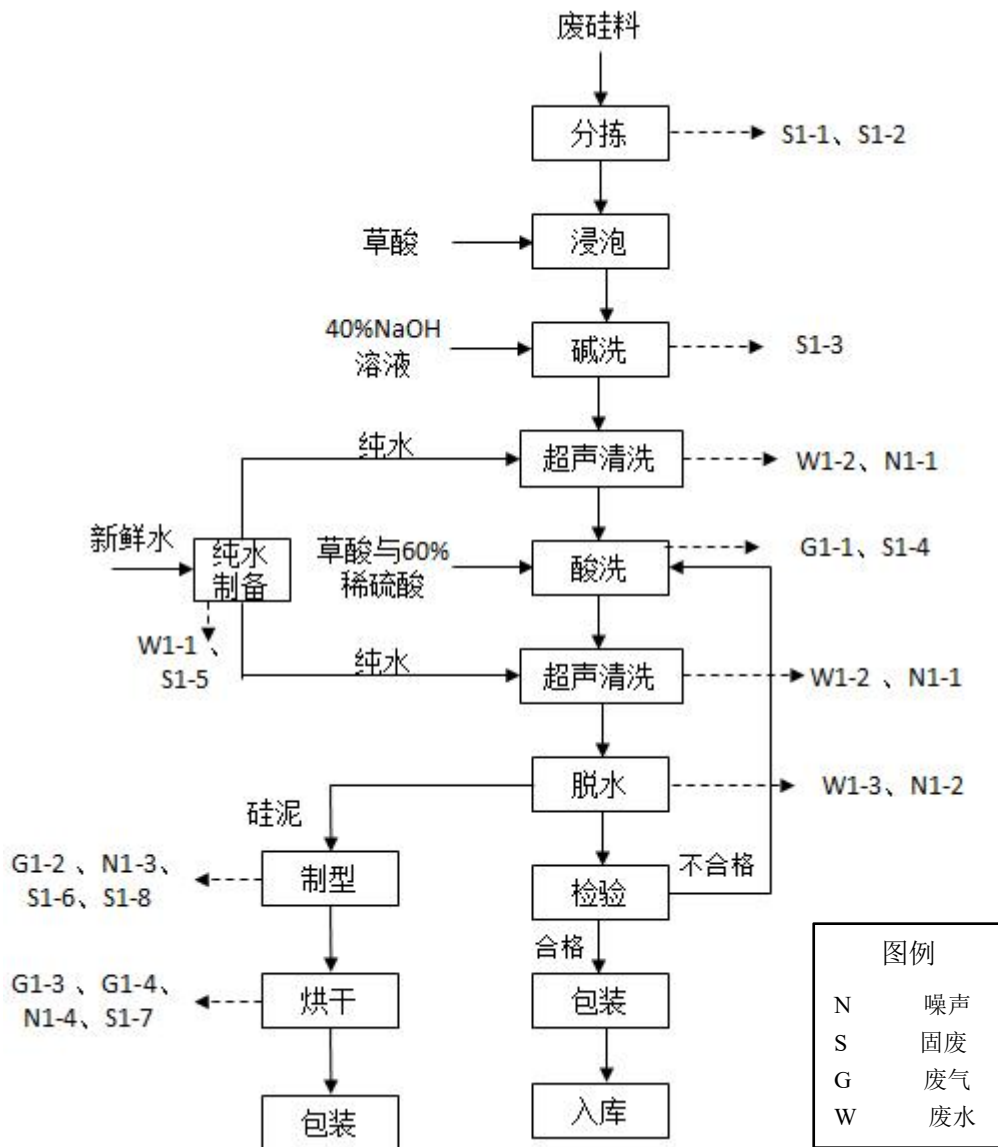 废硅料
分拣
S1-1、S1-2
草酸
浸泡
40%NaOH
溶液
碱洗
S1-3
纯水
超声清洗
W1-2、N1-1
新鲜水
纯水
制备
草酸与60%
稀硫酸
酸洗
G1-1、S1-4
W1-1 、
S1-5
纯水
超声清洗
W1-2 、N1-1
脱水
W1-3、N1-2
硅泥
G1-2 、N1-3、
S1-6、S1-8
制型
检验
不合格
合格
G1-3 、G1-4、
N1-4、S1-7
烘干
包装
包装
入库
图例
N 噪声
S 固废
G 废气
W 废水